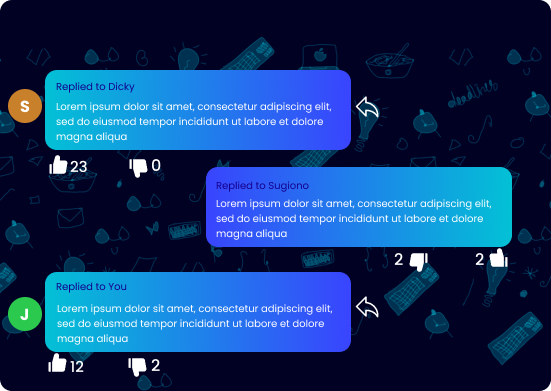 Replied to Dicky
S
Lorem ipsum dolor sit amet, consectetur adipiscing elit,
sed do eiusmod tempor incididunt ut labore et dolore
magna aliqua
23 0
Replied to Sugiono
Lorem ipsum dolor sit amet, consectetur adipiscing elit,
sed do eiusmod tempor incididunt ut labore et dolore
magna aliqua
2 2
Replied to You
J
Lorem ipsum dolor sit amet, consectetur adipiscing elit,
sed do eiusmod tempor incididunt ut labore et dolore
magna aliqua
12 2
deadlines